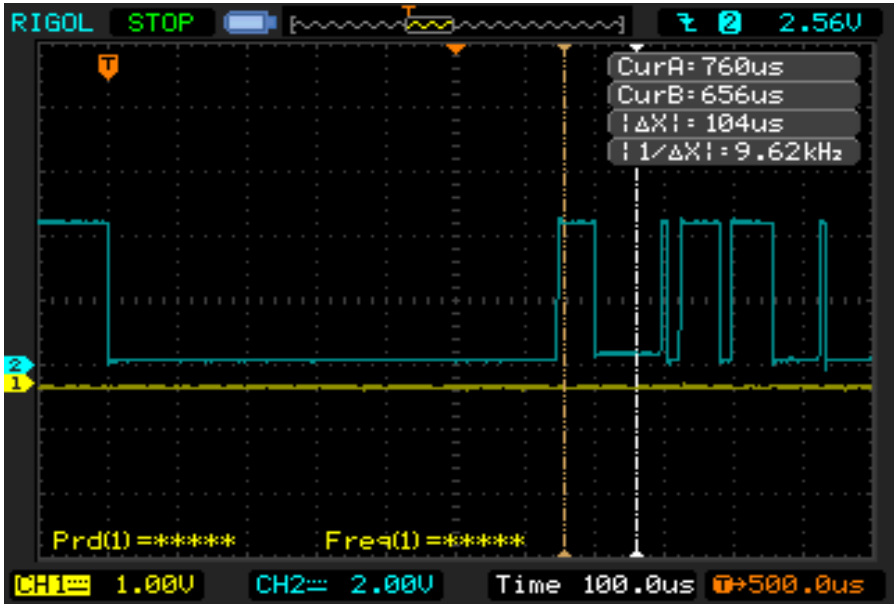 RIGOL STOP T 2 2.56V
T
CurA=760us
CurB=656us
|ΔX|=104us
|1/ΔX|=9.62kHz
2
1
Prd(1)=***** Freq(1)=*****
CH1 1.00V CH2 2.00V Time 100.0us T→500.0us